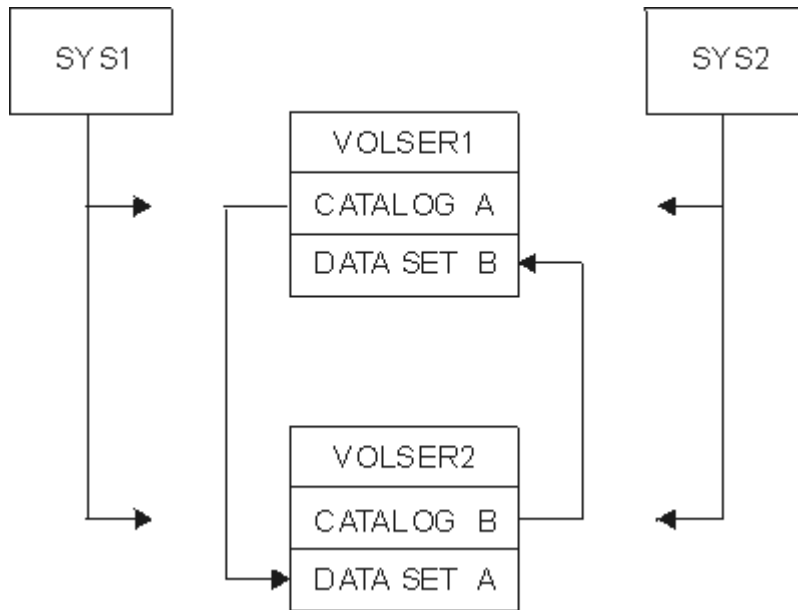 SYS1
SYS2
VOLSER1
CATALOG A
DATA SET B
VOLSER2
CATALOG B
DATA SET A